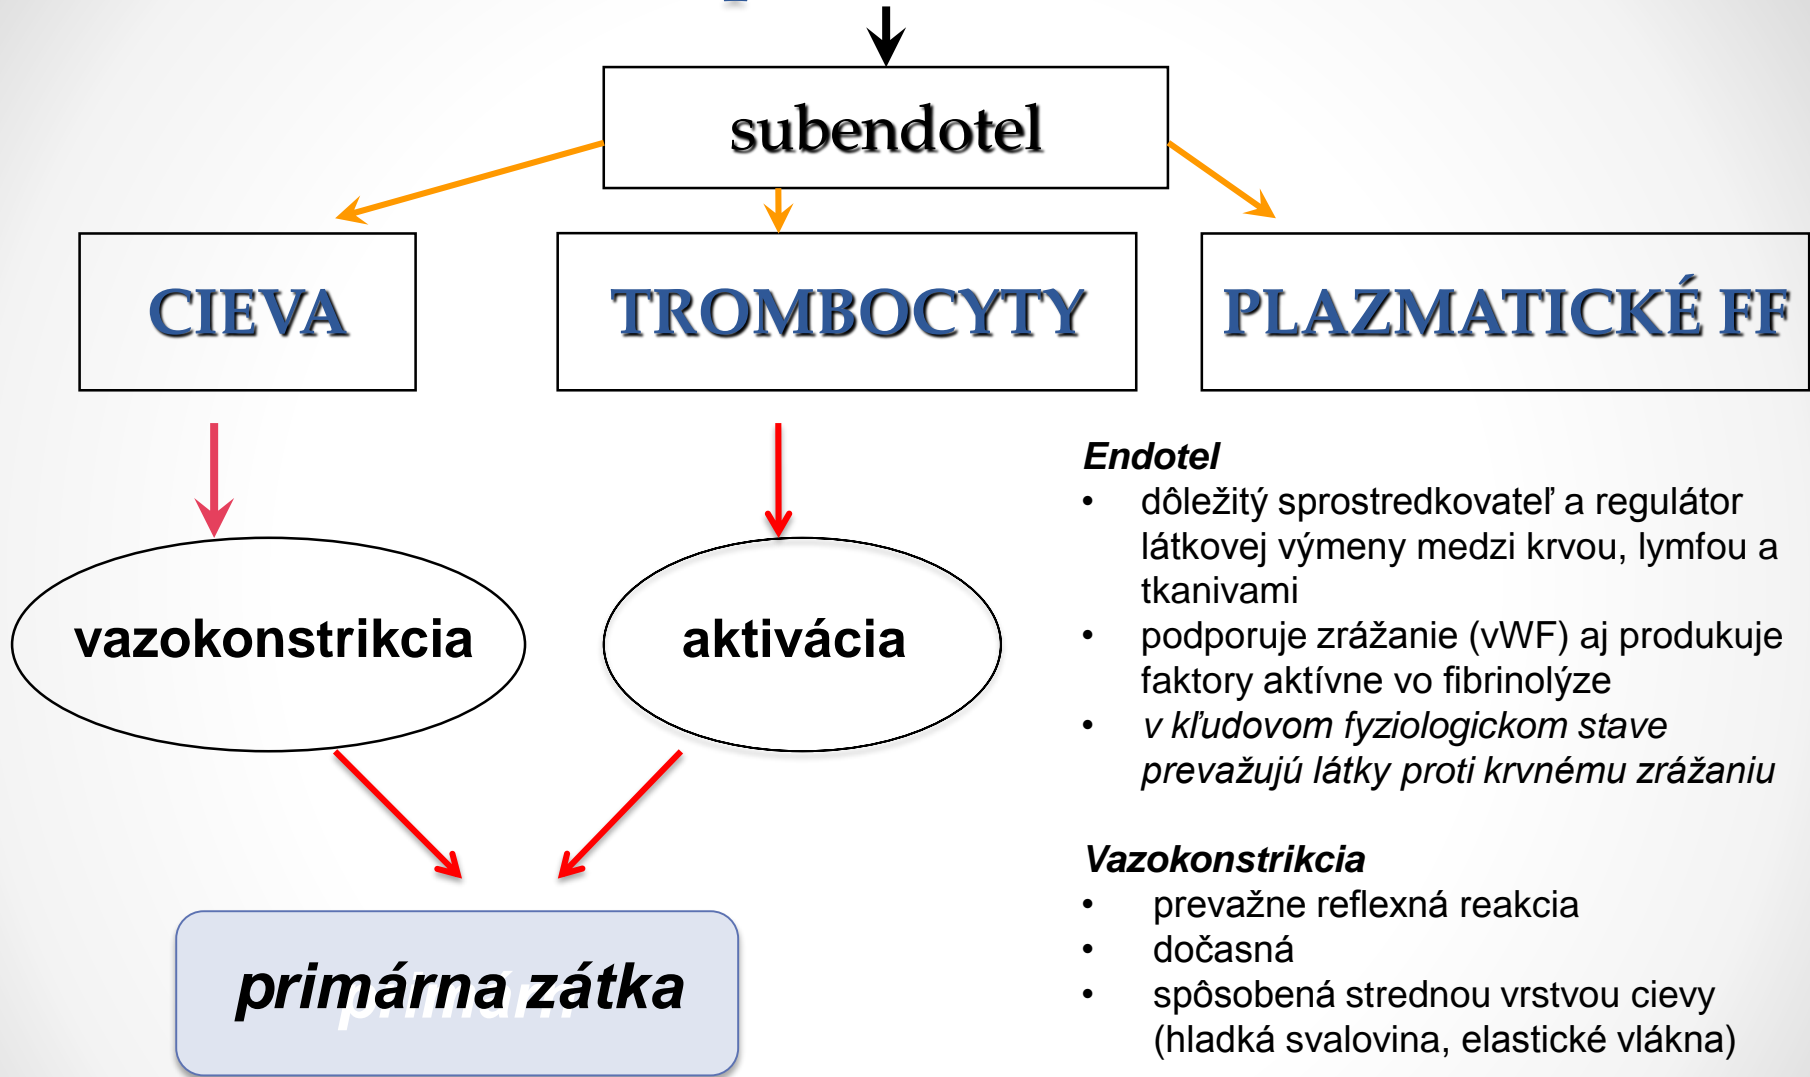 subendotel
CIEVA
TROMBOCYTY
PLAZMATICKÉ FF
vazokonstrikcia
aktivácia
primárna zátka
Endotel
• dôležitý sprostredkovateľ a regulátor
látkovej výmeny medzi krvou, lymfou a
tkanivami
• podporuje zrážanie (vWF) aj produkuje
faktory aktívne vo fibrinolýze
• v kľudovom fyziologickom stave
prevažujú látky proti krvnému zrážaniu
Vazokonstrikcia
• prevažne reflexná reakcia
• dočasná
• spôsobená strednou vrstvou cievy
(hladká svalovina, elastické vlákna)